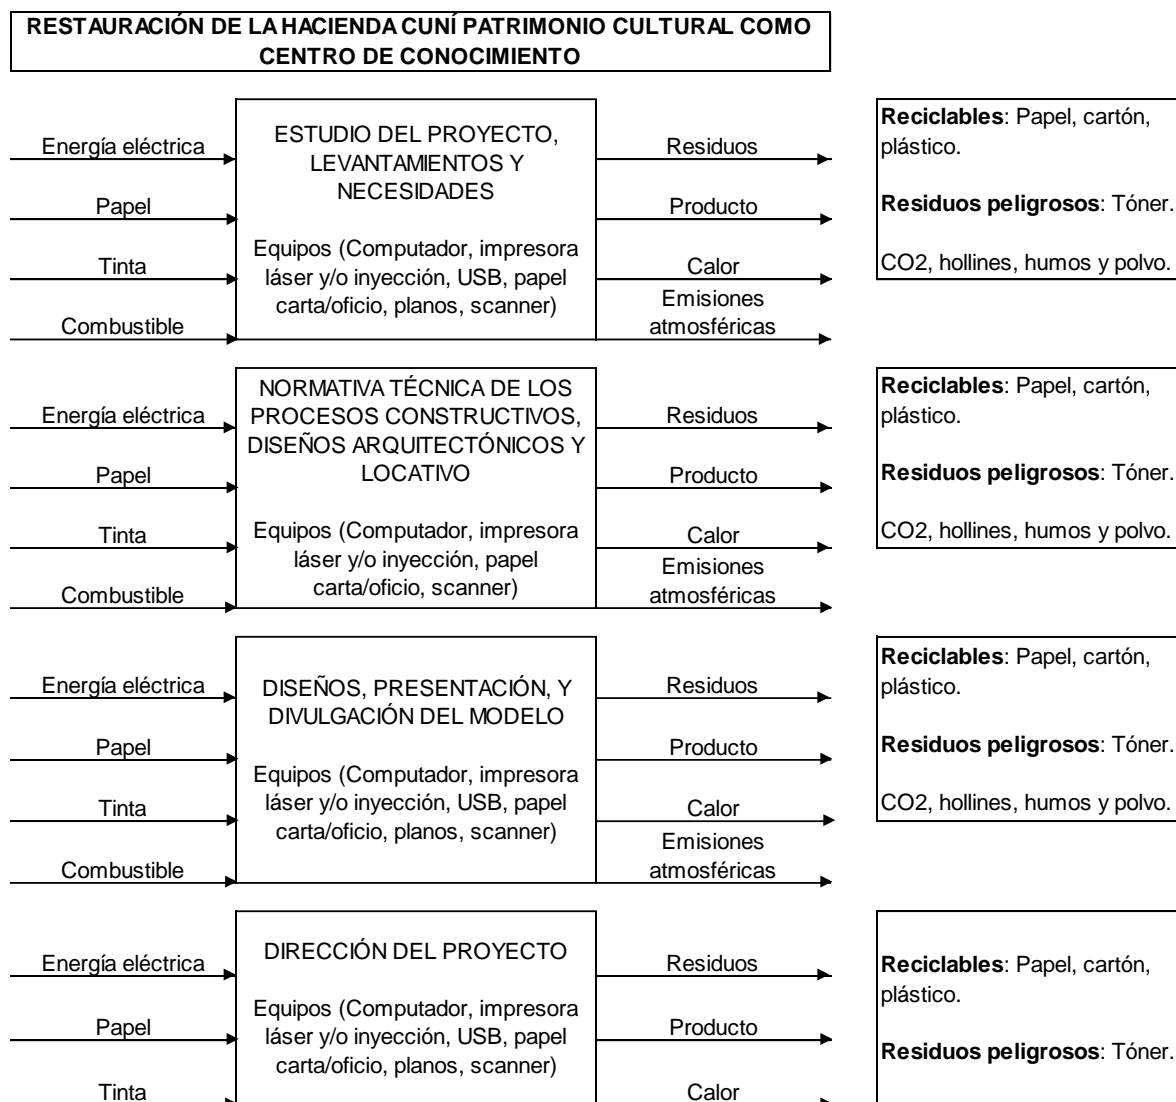 RESTAURACIÓN DE LA HACIENDA CUNÍ PATRIMONIO CULTURAL COMO
CENTRO DE CONOCIMIENTO
Energía eléctrica
Papel
Tinta
Combustible
ESTUDIO DEL PROYECTO,
LEVANTAMIENTOS Y
NECESIDADES
Equipos (Computador, impresora
láser y/o inyección, USB, papel
carta/oficio, planos, scanner)
Residuos
Producto
Calor
Emisiones
atmosféricas
Reciclables: Papel, cartón,
plástico.
Residuos peligrosos: Tóner.
CO2, hollines, humos y polvo.
Energía eléctrica
Papel
Tinta
Combustible
NORMATIVA TÉCNICA DE LOS
PROCESOS CONSTRUCTIVOS,
DISEÑOS ARQUITECTÓNICOS Y
LOCATIVO
Equipos (Computador, impresora
láser y/o inyección, papel
carta/oficio, scanner)
Residuos
Producto
Calor
Emisiones
atmosféricas
Reciclables: Papel, cartón,
plástico.
Residuos peligrosos: Tóner.
CO2, hollines, humos y polvo.
Energía eléctrica
Papel
Tinta
Combustible
DISEÑOS, PRESENTACIÓN, Y
DIVULGACIÓN DEL MODELO
Equipos (Computador, impresora
láser y/o inyección, USB, papel
carta/oficio, planos, scanner)
Residuos
Producto
Calor
Emisiones
atmosféricas
Reciclables: Papel, cartón,
plástico.
Residuos peligrosos: Tóner.
CO2, hollines, humos y polvo.
Energía eléctrica
Papel
Tinta
DIRECCIÓN DEL PROYECTO
Equipos (Computador, impresora
láser y/o inyección, USB, papel
carta/oficio, planos, scanner)
Residuos
Producto
Calor
Reciclables: Papel, cartón,
plástico.
Residuos peligrosos: Tóner.